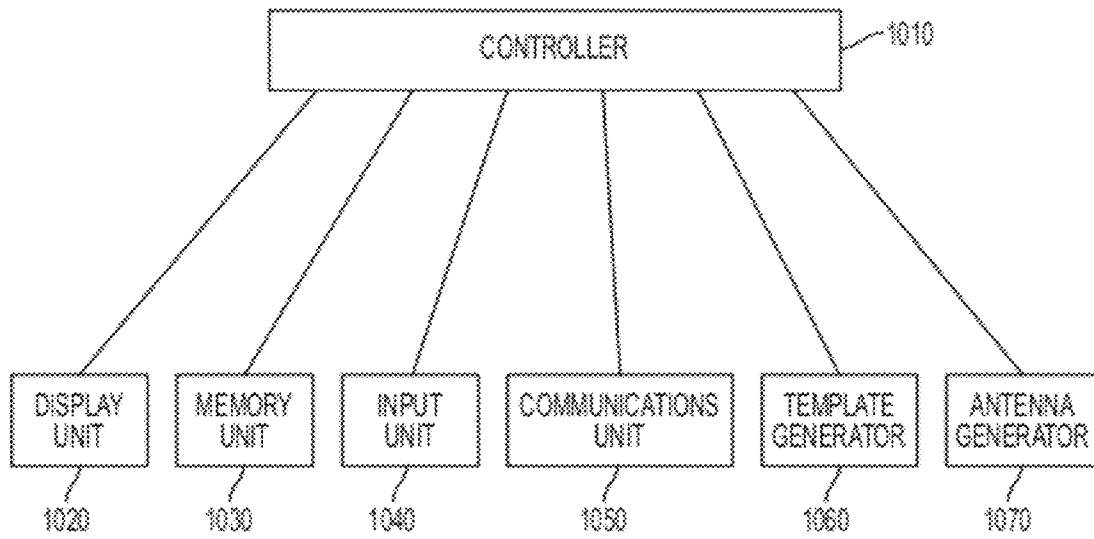 CONTROLLER
1010
DISPLAY
UNIT
MEMORY
UNIT
INPUT
UNIT
COMMUNICATIONS
UNIT
TEMPLATE
GENERATOR
ANTENNA
GENERATOR
1020
1030
1040
1050
1060
1070